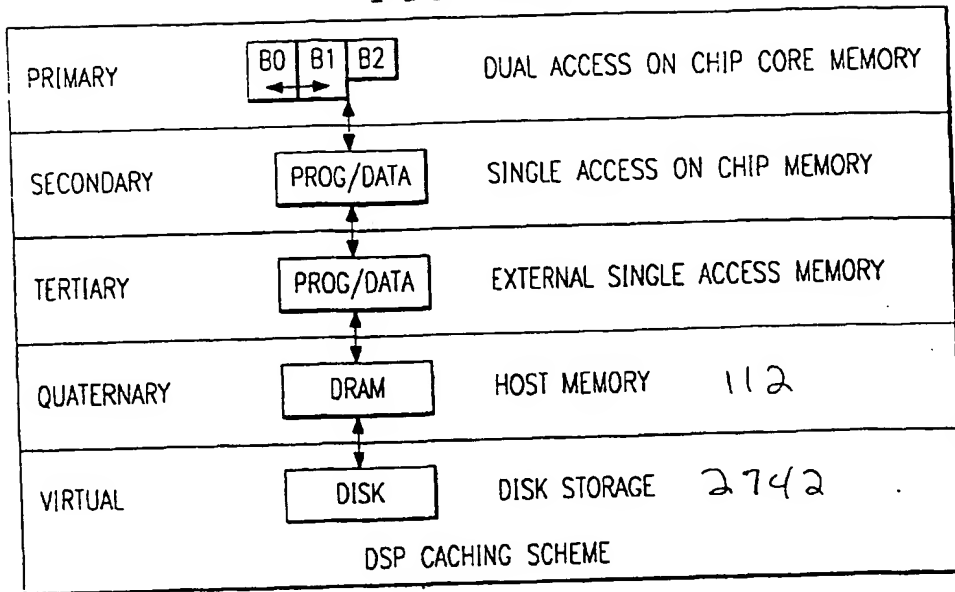 PRIMARY B0 B1 B2 DUAL ACCESS ON CHIP CORE MEMORY
SECONDARY PROG/DATA SINGLE ACCESS ON CHIP MEMORY
TERTIARY PROG/DATA EXTERNAL SINGLE ACCESS MEMORY
QUATERNARY DRAM HOST MEMORY 112
VIRTUAL DISK DISK STORAGE 2742
DSP CACHING SCHEME